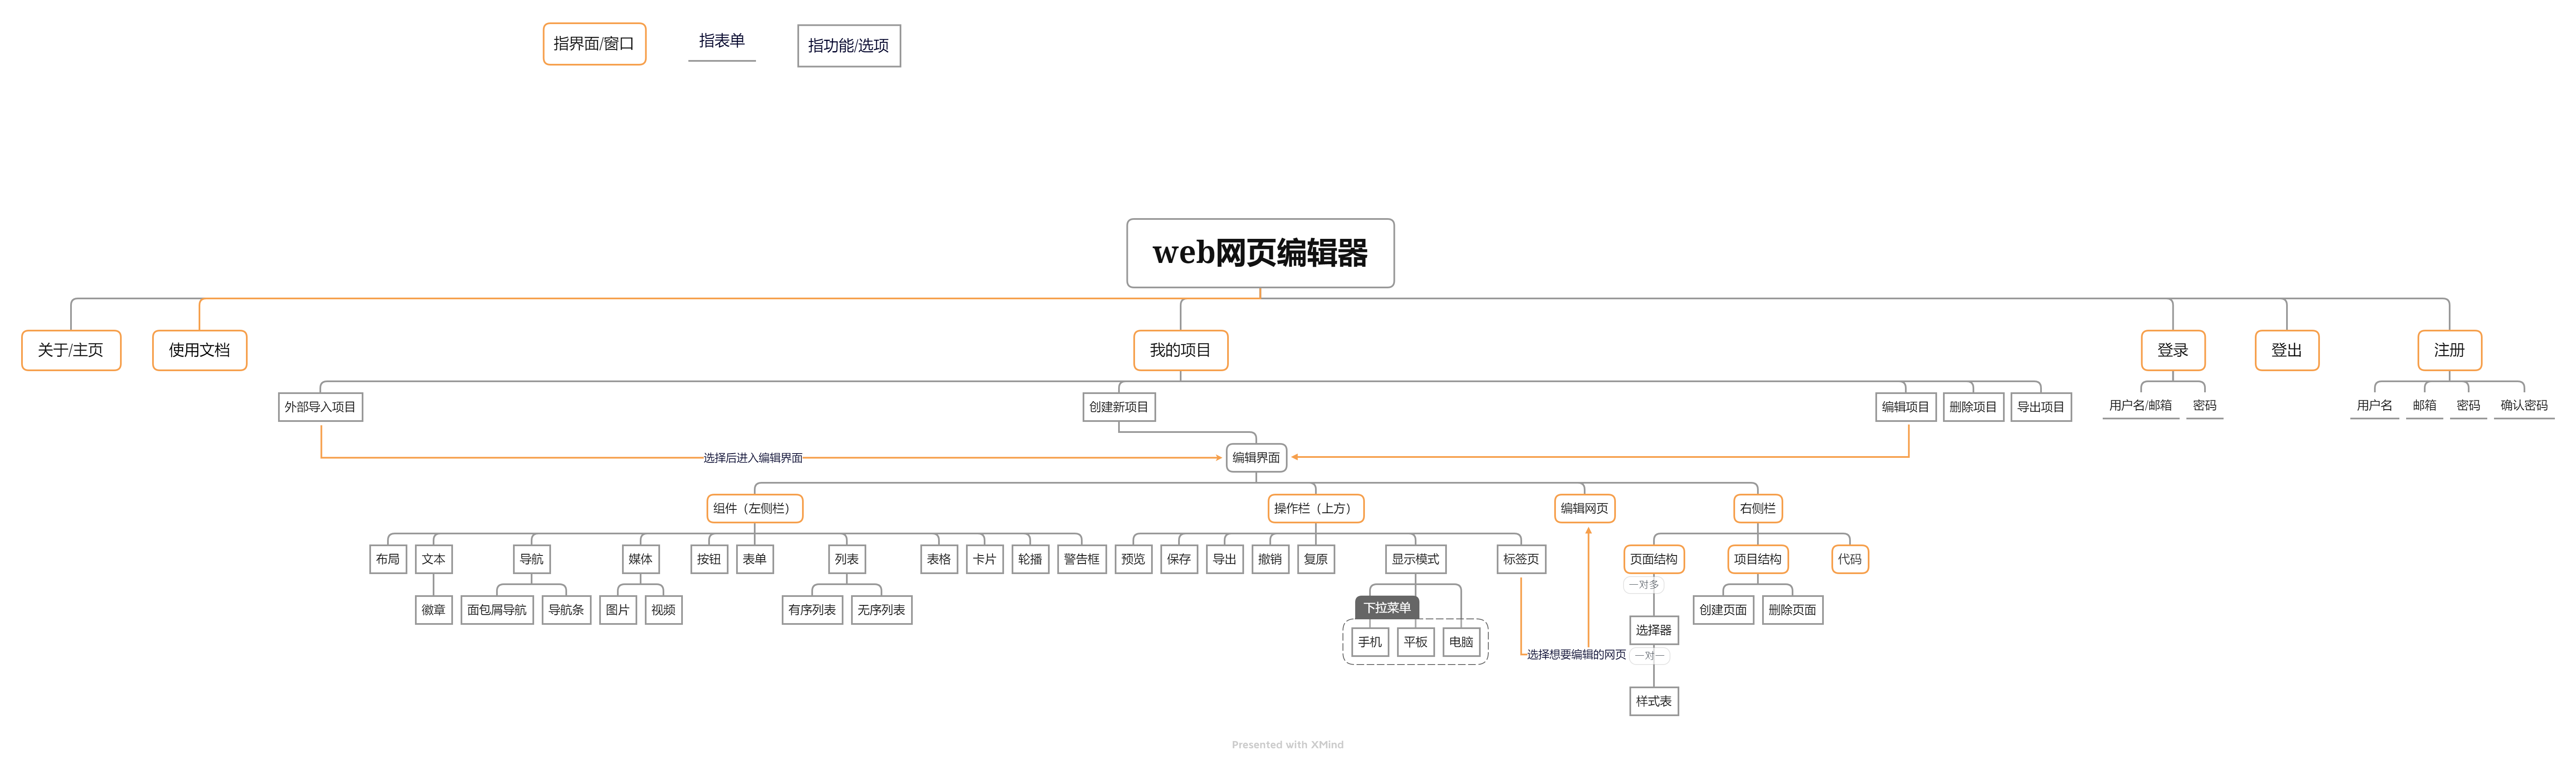 指界面/窗口
指表单
指功能/选项
web网页编辑器
关于/主页
使用文档
我的项目
登录
登出
注册
外部导入项目
创建新项目
编辑项目
删除项目
导出项目
用户名/邮箱
密码
用户名
邮箱
密码
确认密码
选择后进入编辑界面
编辑界面
组件（左侧栏）
操作栏（上方）
编辑网页
右侧栏
布局
文本
导航
媒体
按钮
表单
列表
表格
卡片
轮播
警告框
预览
保存
导出
撤销
复原
显示模式
标签页
页面结构
项目结构
代码
一对多
徽章
面包屑导航
导航条
图片
视频
有序列表
无序列表
下拉菜单
创建页面
删除页面
手机
平板
电脑
选择器
选择想要编辑的网页
一对一
样式表
Presented with XMind